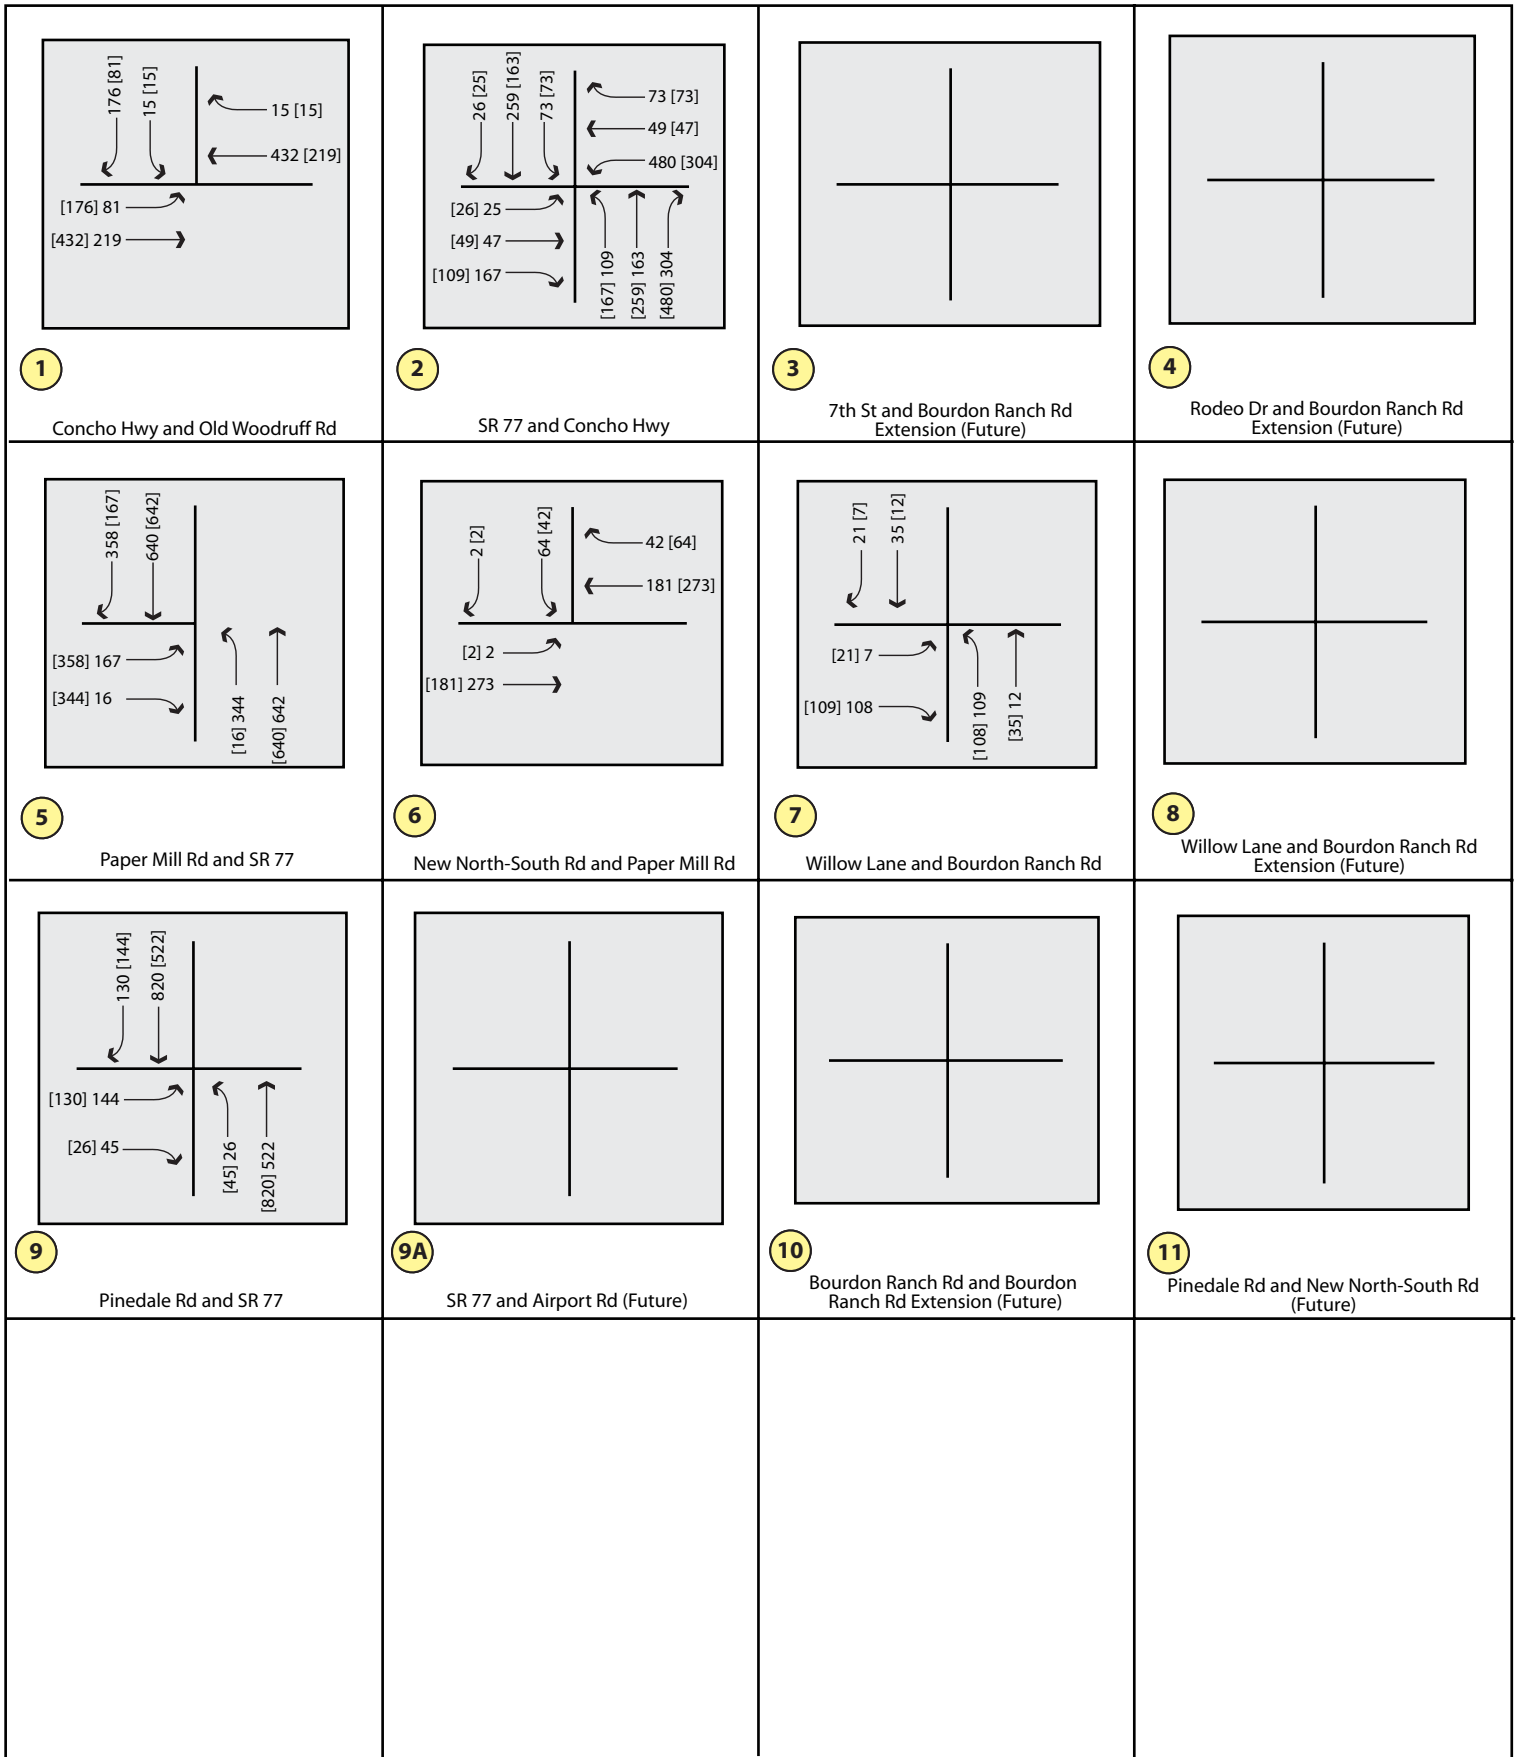 176 [81]
15 [15]
15 [15]
432 [219]
[176] 81
[432] 219
1
Concho Hwy and Old Woodruff Rd
26 [25]
259 [163]
73 [73]
73 [73]
49 [47]
480 [304]
[26] 25
[49] 47
[109] 167
[167] 109
[259] 163
[480] 304
2
SR 77 and Concho Hwy
3
7th St and Bourdon Ranch Rd
Extension (Future)
4
Rodeo Dr and Bourdon Ranch Rd
Extension (Future)
358 [167]
640 [642]
[358] 167
[344] 16
[16] 344
[640] 642
5
Paper Mill Rd and SR 77
2 [2]
64 [42]
42 [64]
181 [273]
[2] 2
[181] 273
6
New North-South Rd and Paper Mill Rd
21 [7]
35 [12]
[21] 7
[109] 108
[108] 109
[35] 12
7
Willow Lane and Bourdon Ranch Rd
8
Willow Lane and Bourdon Ranch Rd
Extension (Future)
130 [144]
820 [522]
[130] 144
[26] 45
[45] 26
[820] 522
9
Pinedale Rd and SR 77
9A
SR 77 and Airport Rd (Future)
10
Bourdon Ranch Rd and Bourdon
Ranch Rd Extension (Future)
11
Pinedale Rd and New North-South Rd
(Future)